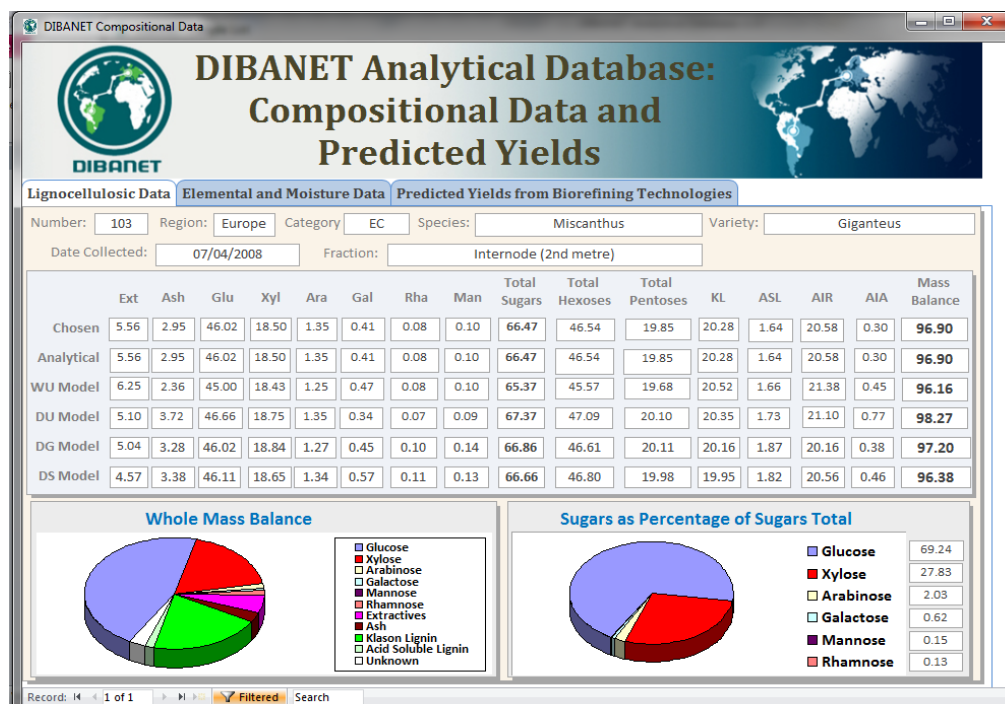 DIBANET Compositional Data
DIBANET
DIBANET Analytical Database:
Compositional Data and
Predicted Yields
Lignocellulosic Data Elemental and Moisture Data Predicted Yields from Biorefining Technologies
Number: 103 Region: Europe Category EC Species: Miscanthus Variety: Giganteus
Date Collected: 07/04/2008 Fraction: Internode (2nd metre)
Ext Ash Glu Xyl Ara Gal Rha Man Total Sugars Total Hexoses Total Pentoses KL ASL AIR AIA Mass Balance
Chosen 5.56 2.95 46.02 18.50 1.35 0.41 0.08 0.10 66.47 46.54 19.85 20.28 1.64 20.58 0.30 96.90
Analytical 5.56 2.95 46.02 18.50 1.35 0.41 0.08 0.10 66.47 46.54 19.85 20.28 1.64 20.58 0.30 96.90
WU Model 6.25 2.36 45.00 18.43 1.25 0.47 0.08 0.10 65.37 45.57 19.68 20.52 1.66 21.38 0.45 96.16
DU Model 5.10 3.72 46.66 18.75 1.35 0.34 0.07 0.09 67.37 47.09 20.10 20.35 1.73 21.10 0.77 98.27
DG Model 5.04 3.28 46.02 18.84 1.27 0.45 0.10 0.14 66.86 46.61 20.11 20.16 1.87 20.16 0.38 97.20
DS Model 4.57 3.38 46.11 18.65 1.34 0.57 0.11 0.13 66.66 46.80 19.98 19.95 1.82 20.56 0.46 96.38
Whole Mass Balance
Glucose
Xylose
Arabinose
Galactose
Mannose
Rhamnose
Extractives
Ash
Klason Lignin
Acid Soluble Lignin
Unknown
Sugars as Percentage of Sugars Total
Glucose 69.24
Xylose 27.83
Arabinose 2.03
Galactose 0.62
Mannose 0.15
Rhamnose 0.13
Record: 1 of 1 Filtered Search